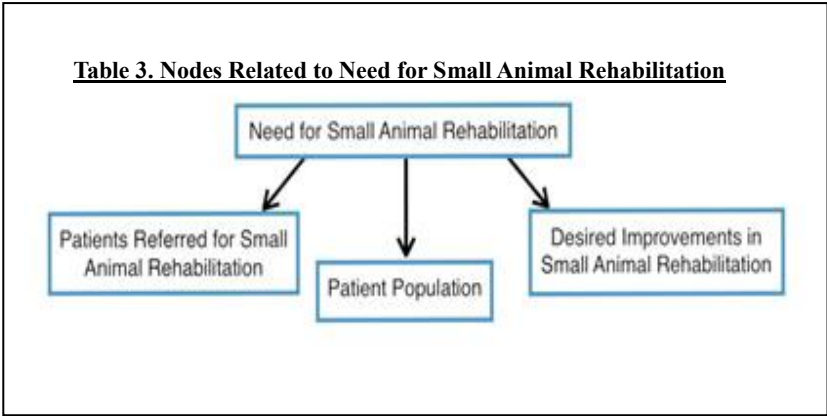 Table 3. Nodes Related to Need for Small Animal Rehabilitation
Need for Small Animal Rehabilitation
Patients Referred for Small
Animal Rehabilitation
Patient Population
Desired Improvements in
Small Animal Rehabilitation